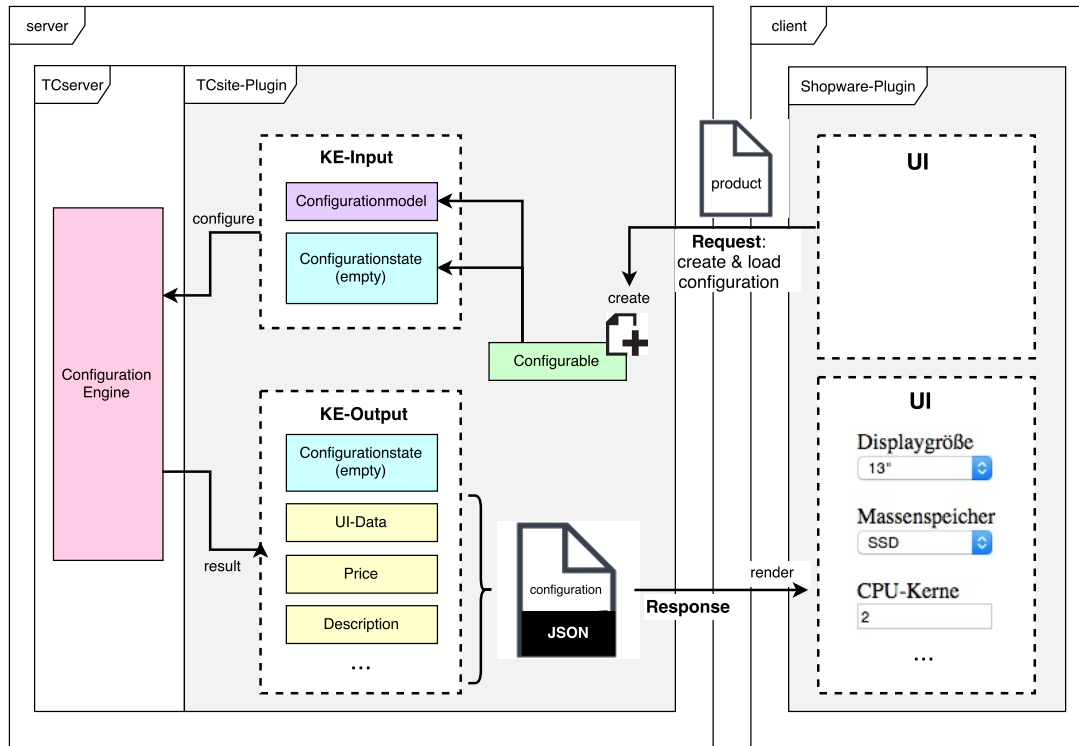 server
client
TCserver
TCsite-Plugin
Shopware-Plugin
KE-Input
Configurationmodel
Configurationstate
(empty)
configure
product
Request:
create & load
configuration
create
Configurable
UI
Configuration
Engine
KE-Output
Configurationstate
(empty)
UI-Data
Price
Description
...
result
configuration
JSON
Response
render
UI
Displaygröße
13"
Massenspeicher
SSD
CPU-Kerne
2
...